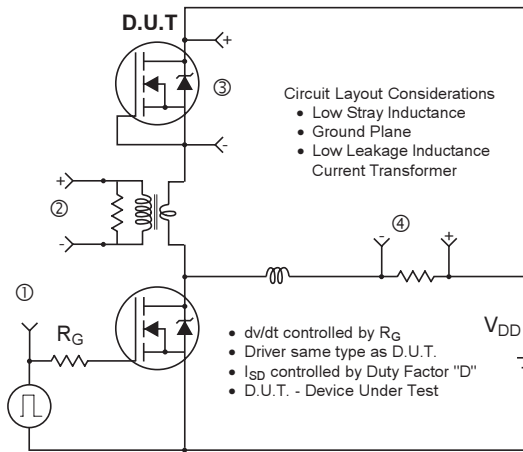 D.U.T
+
③
-
Circuit Layout Considerations
• Low Stray Inductance
• Ground Plane
• Low Leakage Inductance
Current Transformer
+
②
-
④
-
+
①
RG
VDD
• dv/dt controlled by RG
• Driver same type as D.U.T.
• ISD controlled by Duty Factor "D"
• D.U.T. - Device Under Test